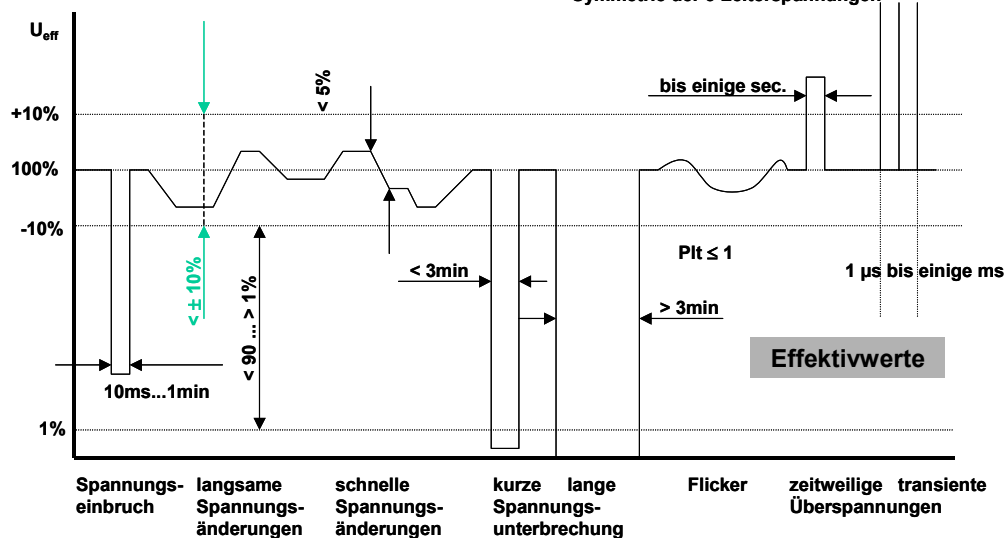 U_eff
< 5%
bis einige sec.
+10%
100%
-10%
< ± 10%
< 90 ... > 1%
< 3min
Plt ≤ 1
1 µs bis einige ms
> 3min
Effektivwerte
10ms...1min
1%
Spannungs-
einbruch
langsame
Spannungs-
änderungen
schnelle
Spannungs-
änderungen
kurze lange
Spannungs-
unterbrechung
Flicker
zeitweilige transiente
Überspannungen